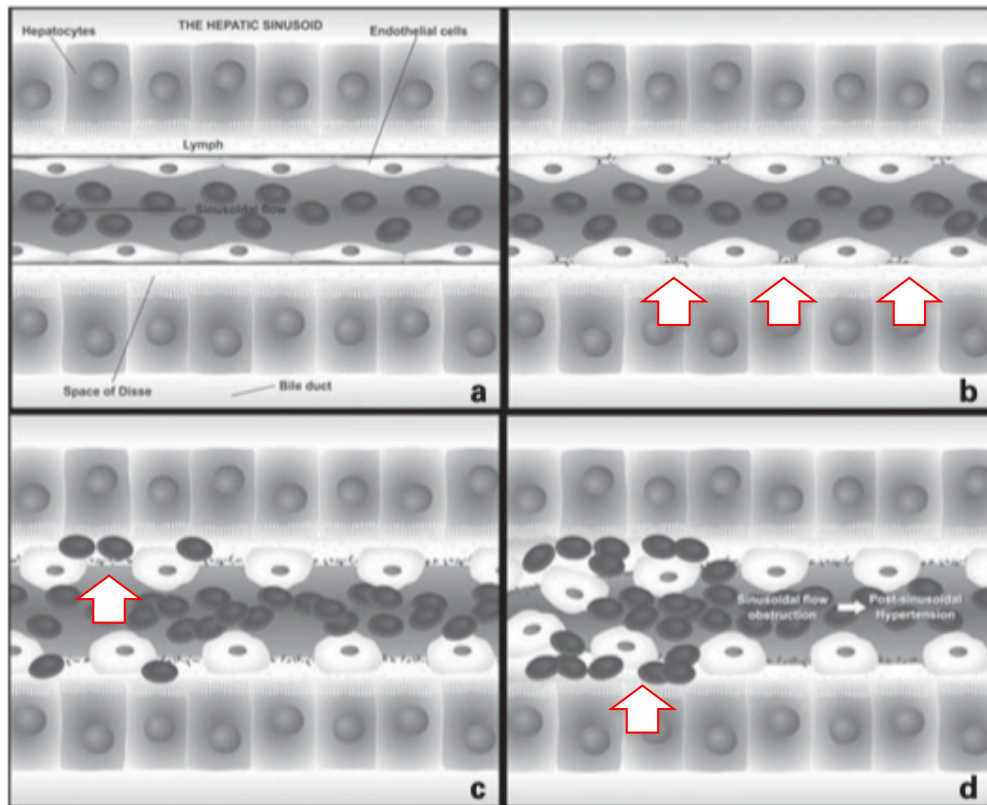 THE HEPATIC SINUSOID
Hepatocytes
Endothelial cells
Lymph
Sinusoidal flow
Space of Disse
Bile duct
a
b
c
Sinusoidal flow
obstruction
Post-sinusoidal
Hypertension
d